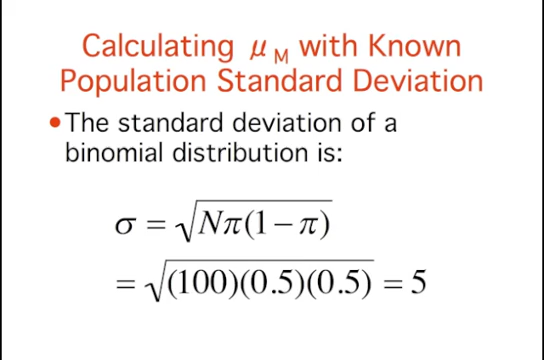 Calculating μ M with Known
Population Standard Deviation
•The standard deviation of a
binomial distribution is:
σ = √Nπ(1−π)
= √(100)(0.5)(0.5) = 5